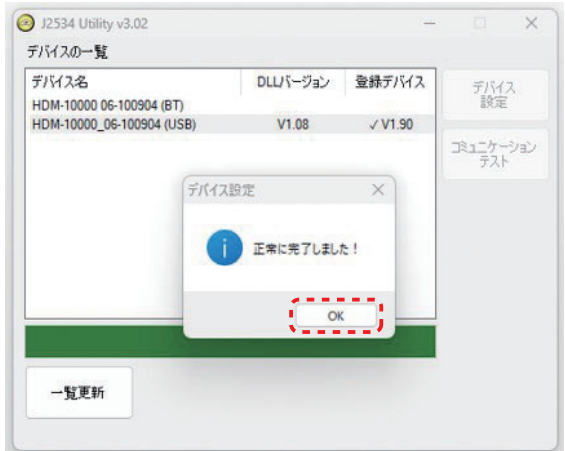 J2534 Utility v3.02
デバイスの一覧
デバイス名 DLLバージョン 登録デバイス
HDM-10000 06-100904 (BT)
HDM-10000_06-100904 (USB) V1.08 ✓ V1.90
デバイス
設定
コミュニケーション
テスト
デバイス設定
正常に完了しました！
OK
一覧更新